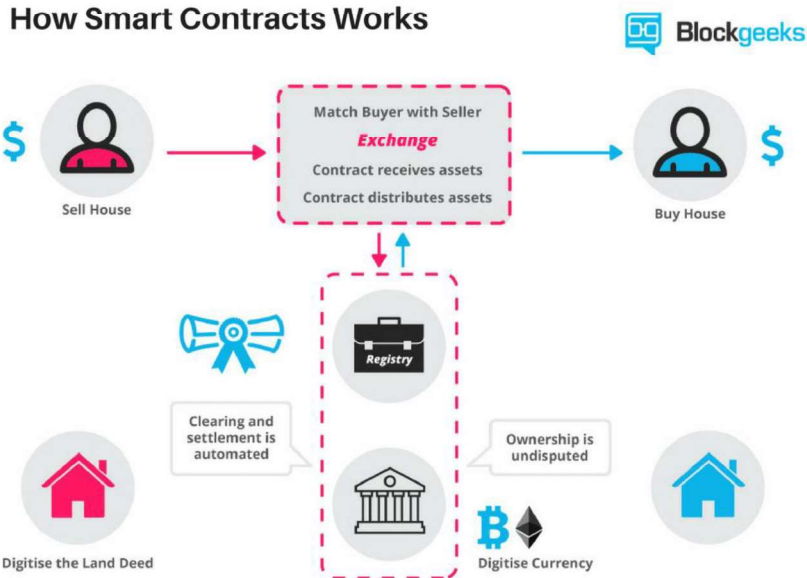 How Smart Contracts Works
Blockgeeks
Match Buyer with Seller
Exchange
Contract receives assets
Contract distributes assets
$
$
Sell House
Buy House
Registry
Clearing and
settlement is
automated
Ownership is
undisputed
Digitise the Land Deed
Digitise Currency